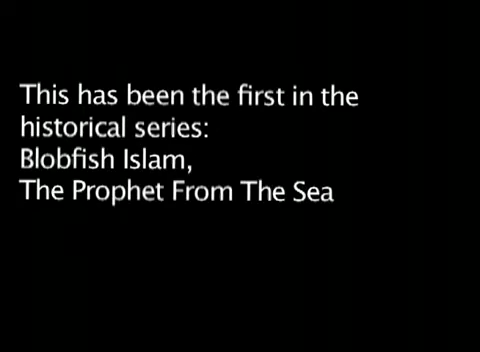 This has been the first in the
historical series:
Blobfish Islam,
The Prophet From The Sea